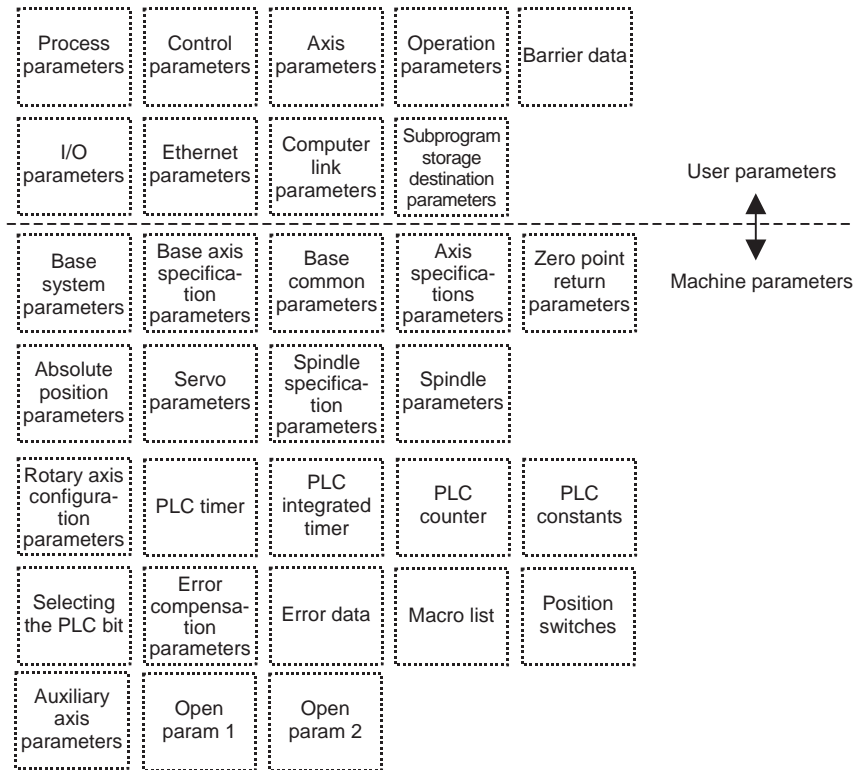 Process
parameters
Control
parameters
Axis
parameters
Operation
parameters
Barrier data
I/O
parameters
Ethernet
parameters
Computer
link
parameters
Subprogram
storage
destination
parameters
User parameters
Machine parameters
Base
system
parameters
Base axis
specifica-
tion
parameters
Base
common
parameters
Axis
specifica-
tions
parameters
Zero point
return
parameters
Absolute
position
parameters
Servo
parameters
Spindle
specifica-
tion
parameters
Spindle
parameters
Rotary axis
configura-
tion
parameters
PLC timer
PLC
integrated
timer
PLC
counter
PLC
constants
Selecting
the PLC bit
Error
compensa-
tion
parameters
Error data
Macro list
Position
switches
Auxiliary
axis
parameters
Open
param 1
Open
param 2